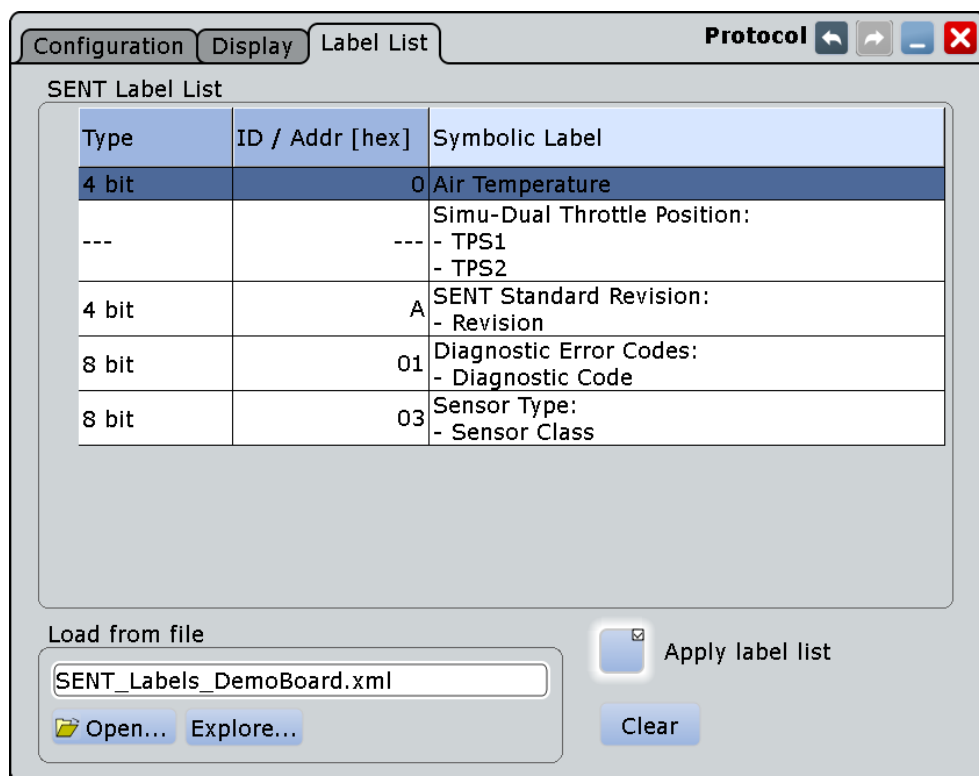 Configuration Display Label List Protocol
SENT Label List
Type ID / Addr [hex] Symbolic Label
4 bit 0 Air Temperature
--- --- Simu-Dual Throttle Position:
- TPS1
- TPS2
4 bit A SENT Standard Revision:
- Revision
8 bit 01 Diagnostic Error Codes:
- Diagnostic Code
8 bit 03 Sensor Type:
- Sensor Class
Load from file
SENT_Labels_DemoBoard.xml
Apply label list
Open... Explore...
Clear